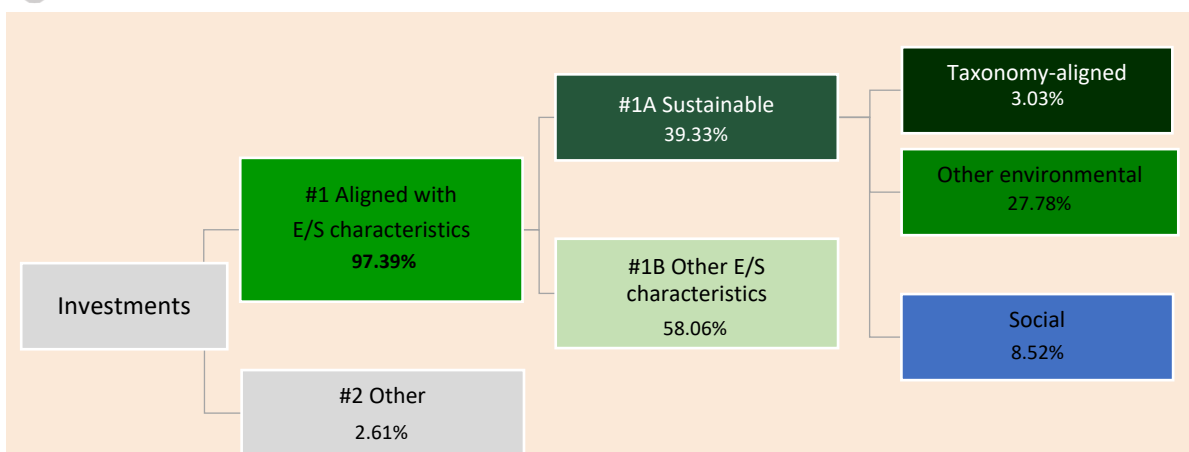 Investments
#1 Aligned with
E/S characteristics
97.39%
#2 Other
2.61%
#1A Sustainable
39.33%
#1B Other E/S
characteristics
58.06%
Taxonomy-aligned
3.03%
Other environmental
27.78%
Social
8.52%